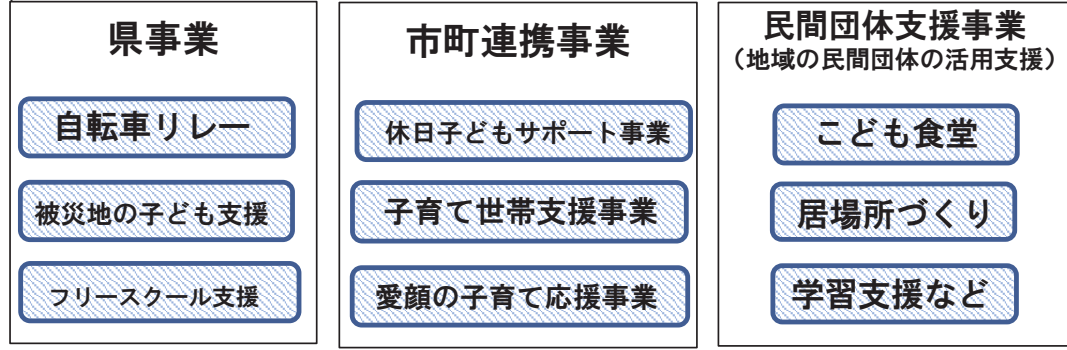 県事業
自転車リレー
被災地の子ども支援
フリースクール支援
市町連携事業
休日子どもサポート事業
子育て世帯支援事業
愛顔の子育て応援事業
民間団体支援事業
（地域の民間団体の活用支援）
こども食堂
居場所づくり
学習支援など